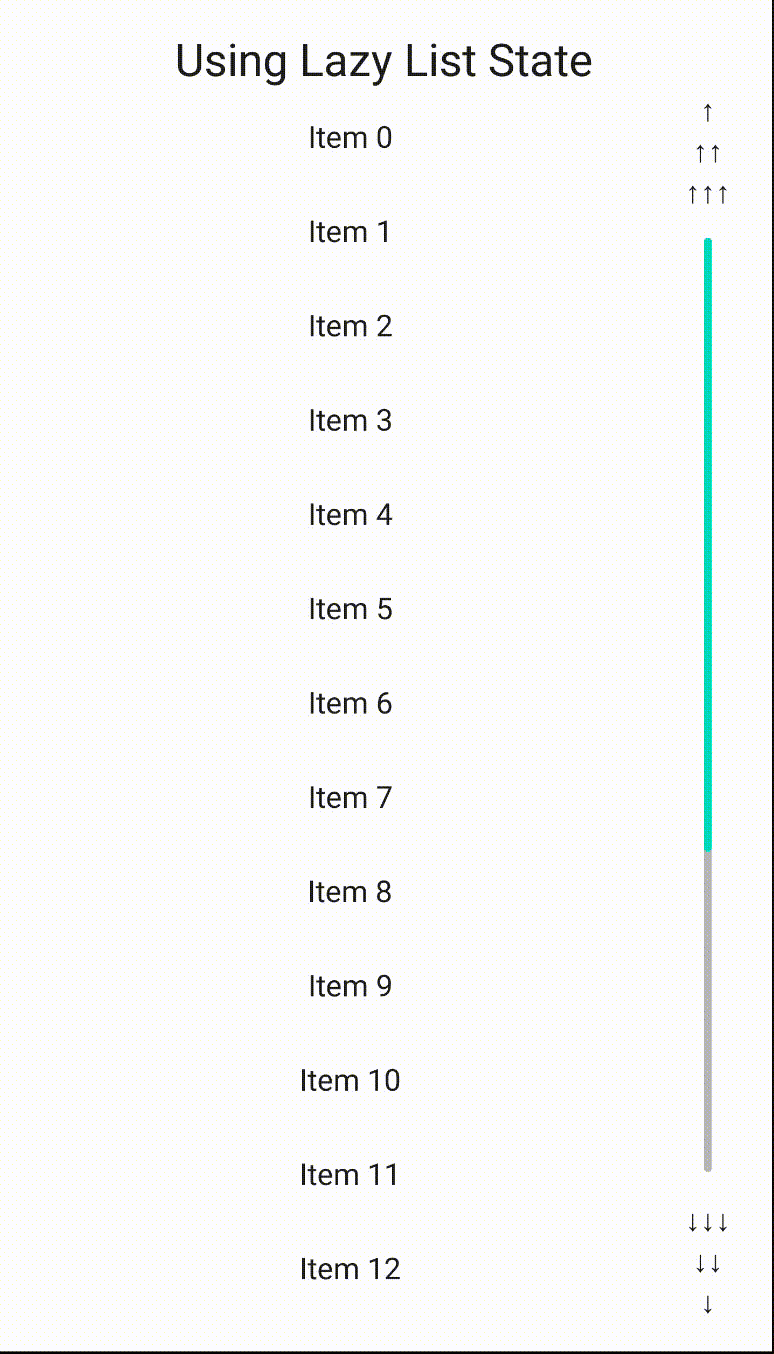 Using Lazy List State
↑
Item 0
↑↑
↑↑↑
Item 1
Item 2
Item 3
Item 4
Item 5
Item 6
Item 7
Item 8
Item 9
Item 10
Item 11
↓↓↓
Item 12
↓↓
↓